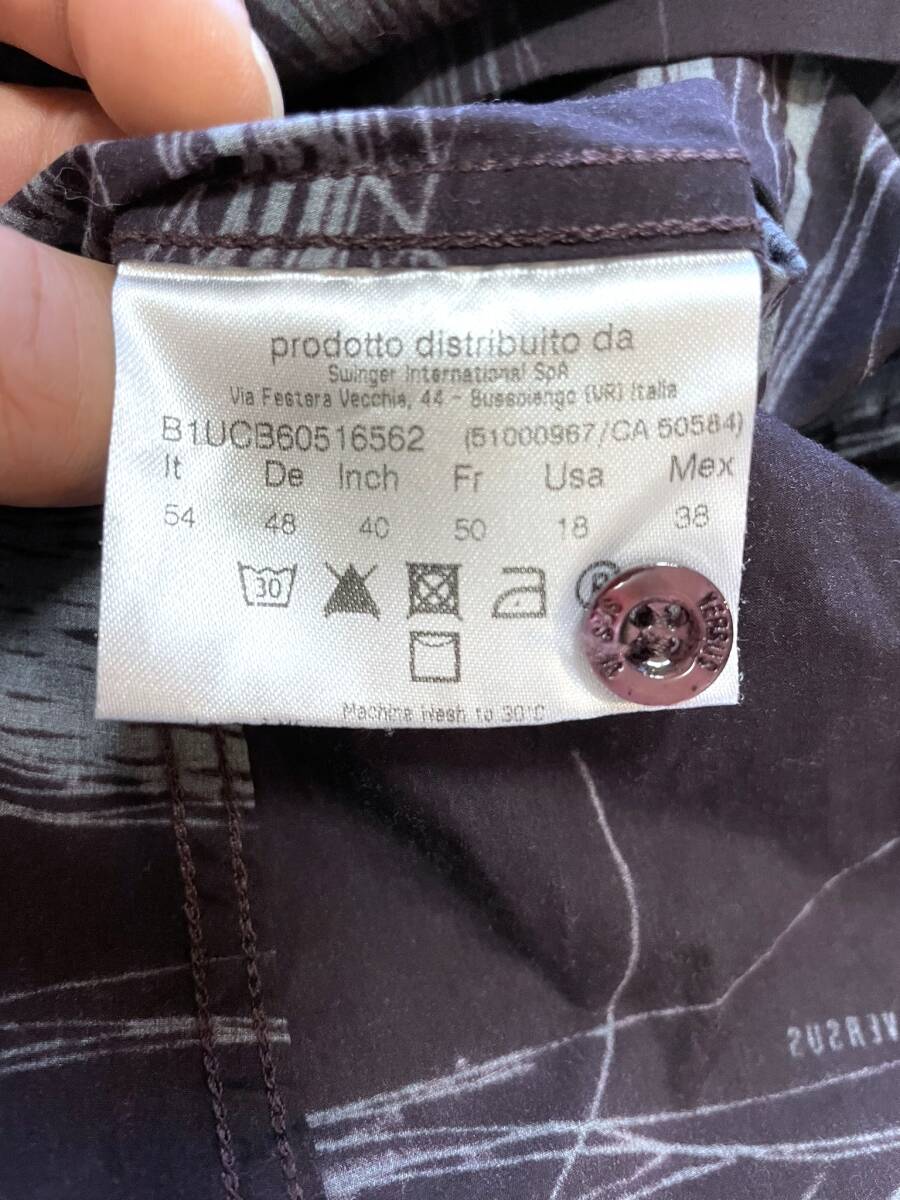 prodotto distribuito da
Swinger International SpA
Via Festara Vecchia, 44 - Bussolengo (VR) Italia
B1UCB60516562 (51000967/CA 50584)
It De Inch Fr Usa Mex
54 48 40 50 18 38
30
P
VERSUS
VERSUS
Machine Wash to 30°C
VERSUS